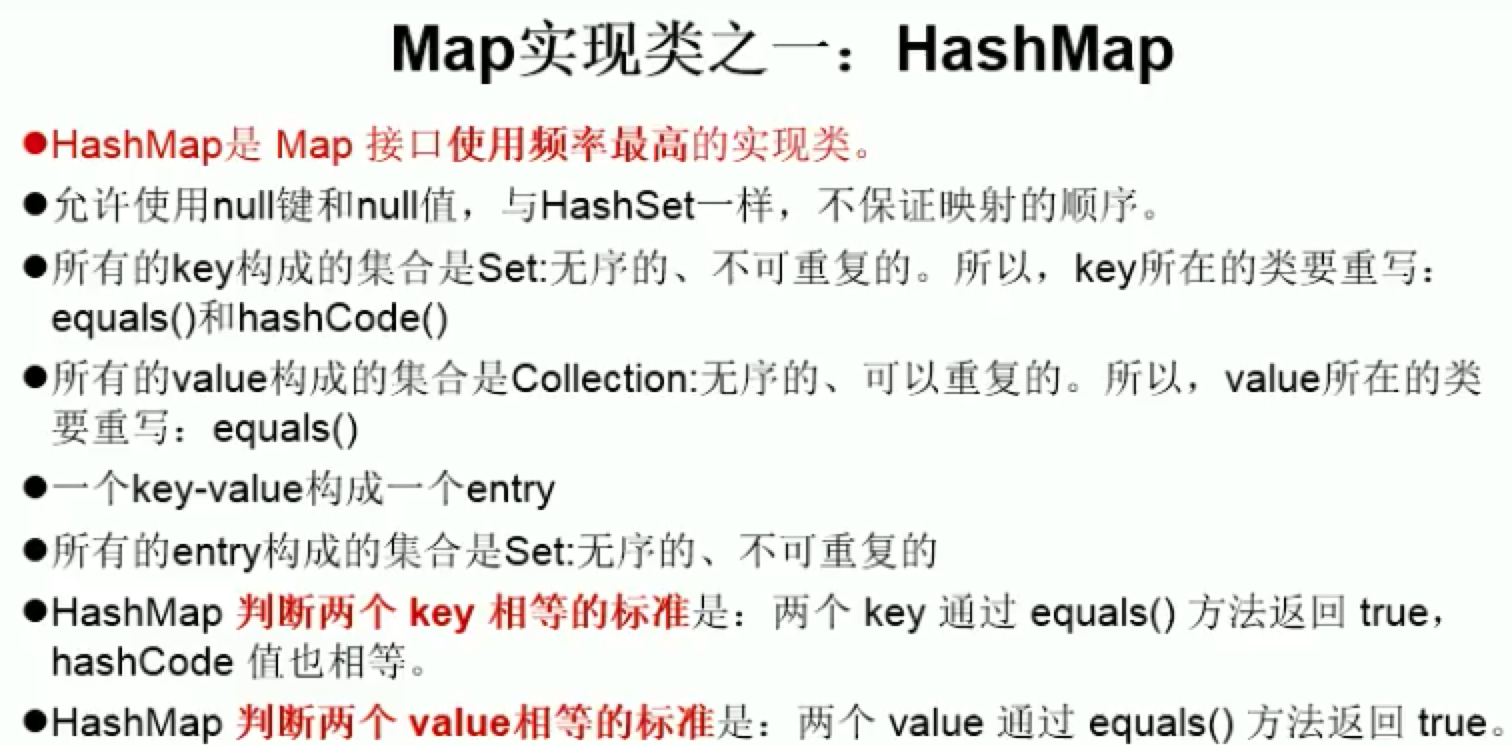 Map实现类之一：HashMap
●HashMap是 Map 接口使用频率最高的实现类。
●允许使用null键和null值，与HashSet一样，不保证映射的顺序。
●所有的key构成的集合是Set:无序的、不可重复的。所以，key所在的类要重写：
equals()和hashCode()
●所有的value构成的集合是Collection:无序的、可以重复的。所以，value所在的类
要重写：equals()
●一个key-value构成一个entry
●所有的entry构成的集合是Set:无序的、不可重复的
●HashMap 判断两个 key 相等的标准是：两个 key 通过 equals() 方法返回 true，
hashCode 值也相等。
●HashMap 判断两个 value相等的标准是：两个 value 通过 equals() 方法返回 true。